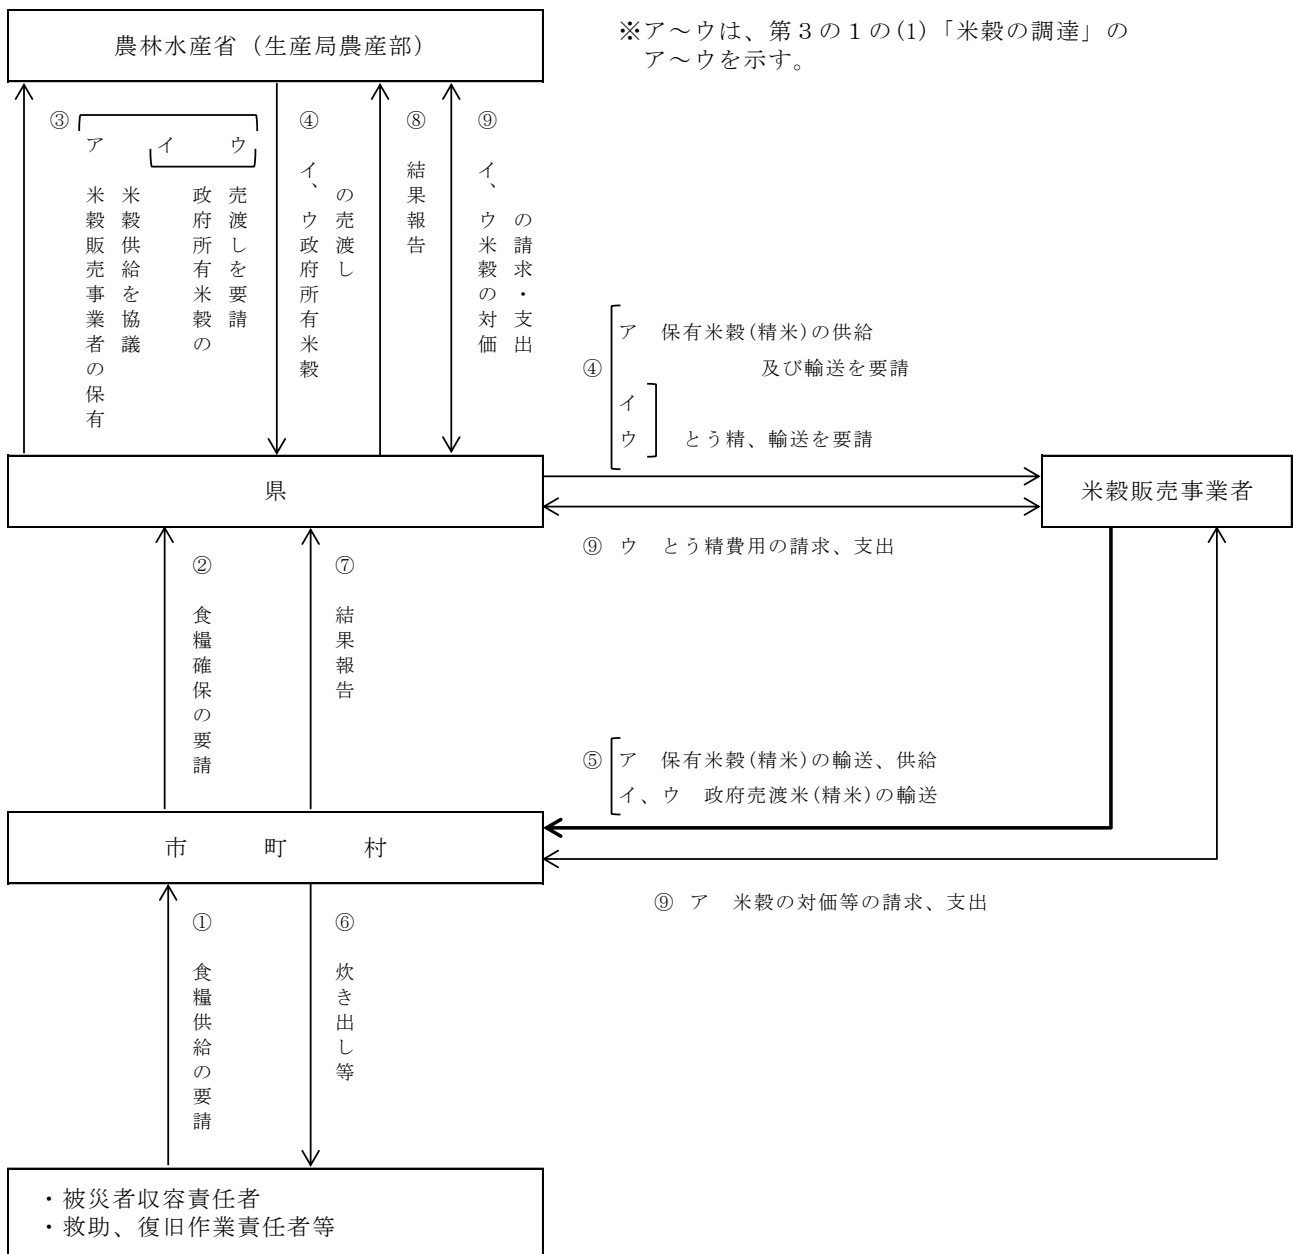 農林水産省（生産局農産部）
※ア～ウは、第３の１の(1)「米穀の調達」の
ア～ウを示す。
③
ア
イ
ウ
米穀販売事業者の保有
米穀供給を協議
政府所有米穀の
売渡しを要請
④
イ、ウ政府所有米穀
の売渡し
⑧
結果報告
⑨
イ、ウ米穀の対価
の請求・支出
④
ア　保有米穀(精米)の供給
及び輸送を要請
イ
ウ　とう精、輸送を要請
県
米穀販売事業者
⑨　ウ　とう精費用の請求、支出
②
食糧確保の要請
⑦
結果報告
⑤
ア　保有米穀(精米)の輸送、供給
イ、ウ　政府売渡米(精米)の輸送
市　町　村
⑨　ア　米穀の対価等の請求、支出
①
食糧供給の要請
⑥
炊き出し等
・被災者収容責任者
・救助、復旧作業責任者等